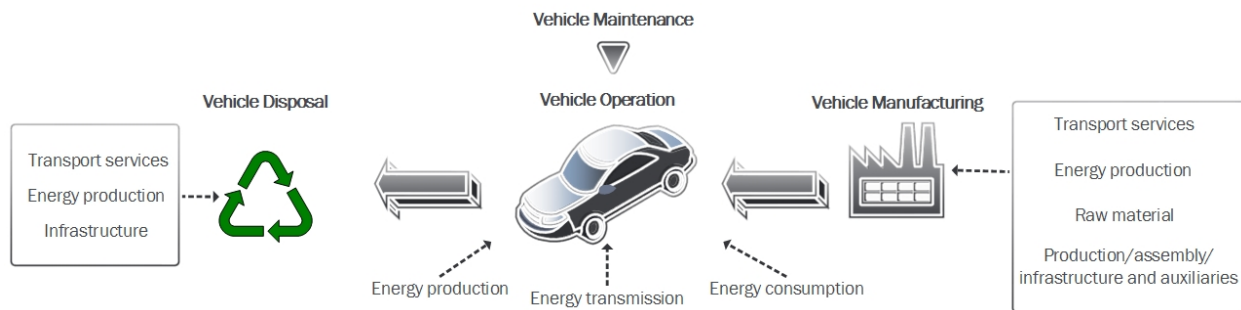 Vehicle Maintenance
Vehicle Disposal
Vehicle Operation
Vehicle Manufacturing
Transport services
Energy production
Infrastructure
Transport services
Energy production
Raw material
Production/assembly/
infrastructure and auxiliaries
Energy production
Energy transmission
Energy consumption